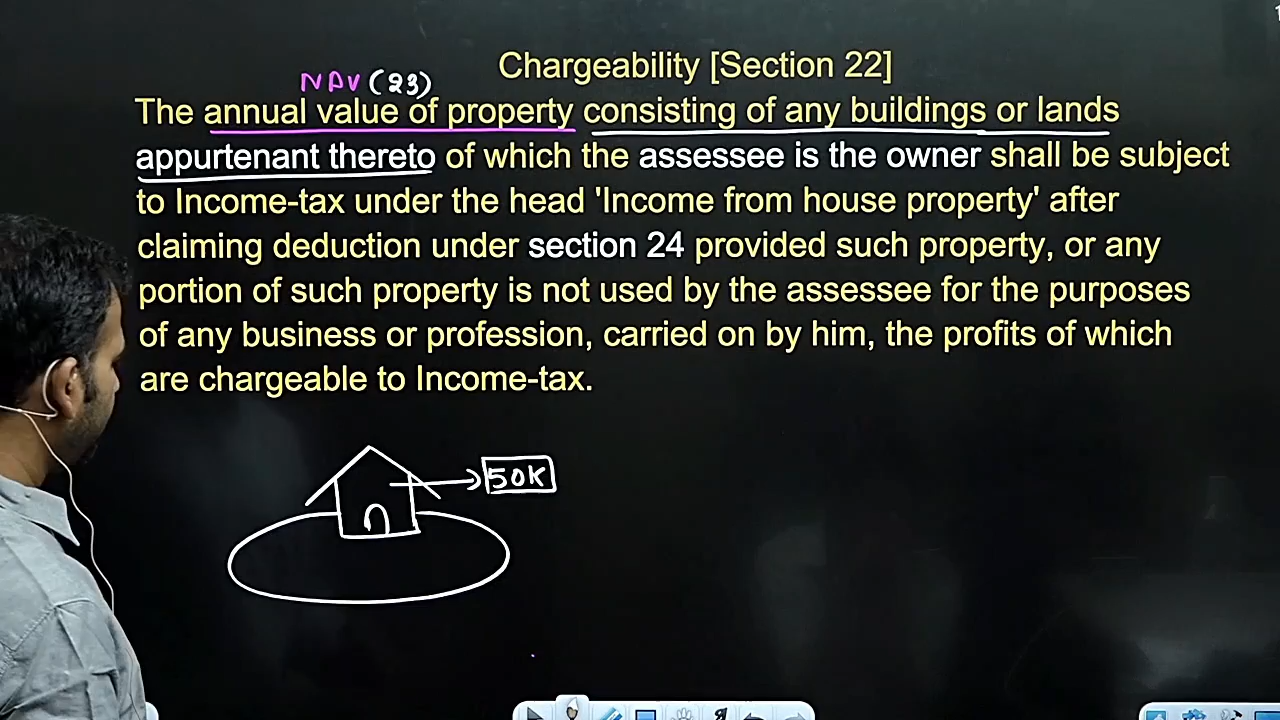 Chargeability [Section 22]
NAV (23)
The annual value of property consisting of any buildings or lands
appurtenant thereto of which the assessee is the owner shall be subject
to Income-tax under the head 'Income from house property' after
claiming deduction under section 24 provided such property, or any
portion of such property is not used by the assessee for the purposes
of any business or profession, carried on by him, the profits of which
are chargeable to Income-tax.
50K